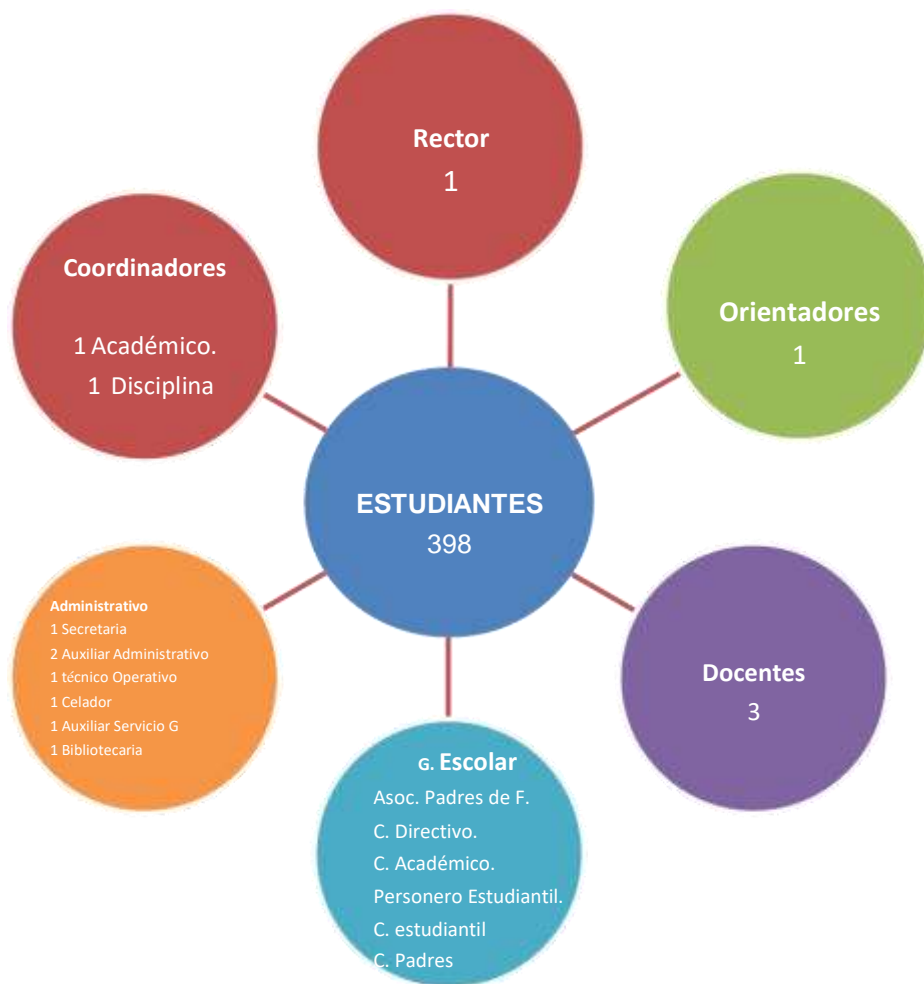 Rector
1
Coordinadores
1 Académico.
1 Disciplina
Orientadores
1
ESTUDIANTES
398
Administrativo
1 Secretaria
2 Auxiliar Administrativo
1 técnico Operativo
1 Celador
1 Auxiliar Servicio G
1 Bibliotecaria
Docentes
3
G. Escolar
Asoc. Padres de F.
C. Directivo.
C. Académico.
Personero Estudiantil.
C. estudiantil
C. Padres